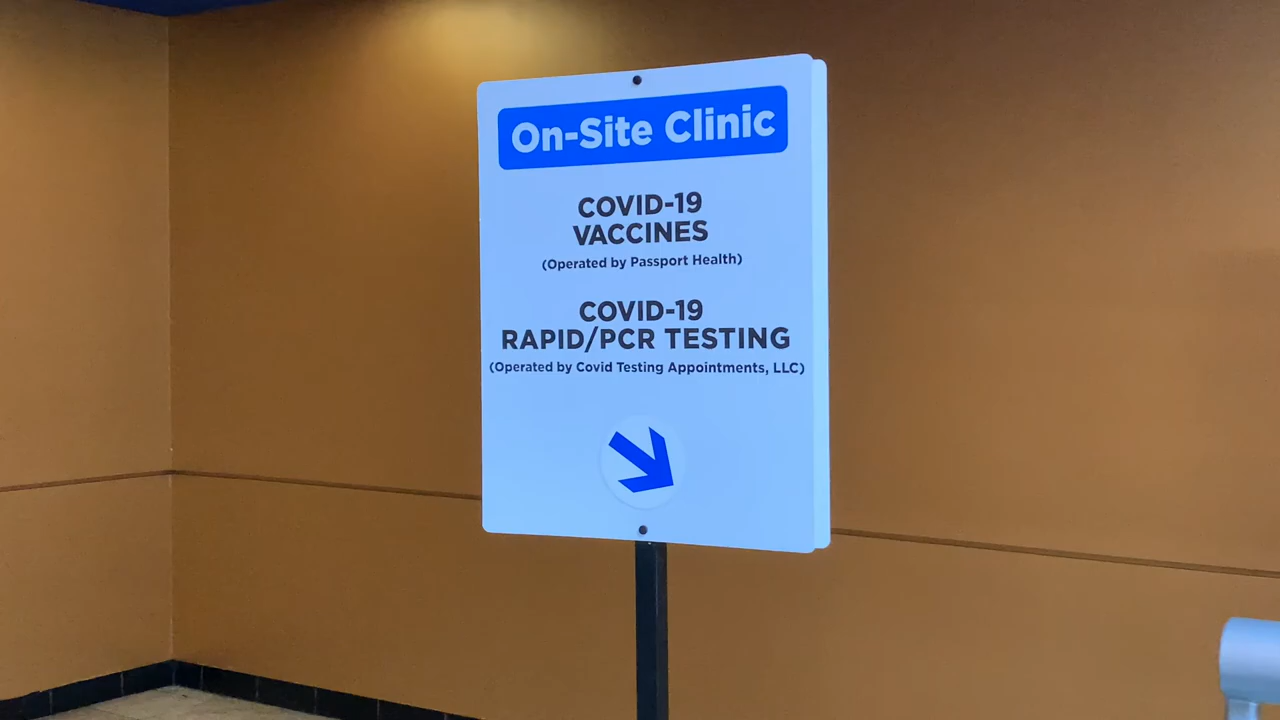 On-Site Clinic
COVID-19
VACCINES
(Operated by Passport Health)
COVID-19
RAPID/PCR TESTING
(Operated by Covid Testing Appointments, LLC)